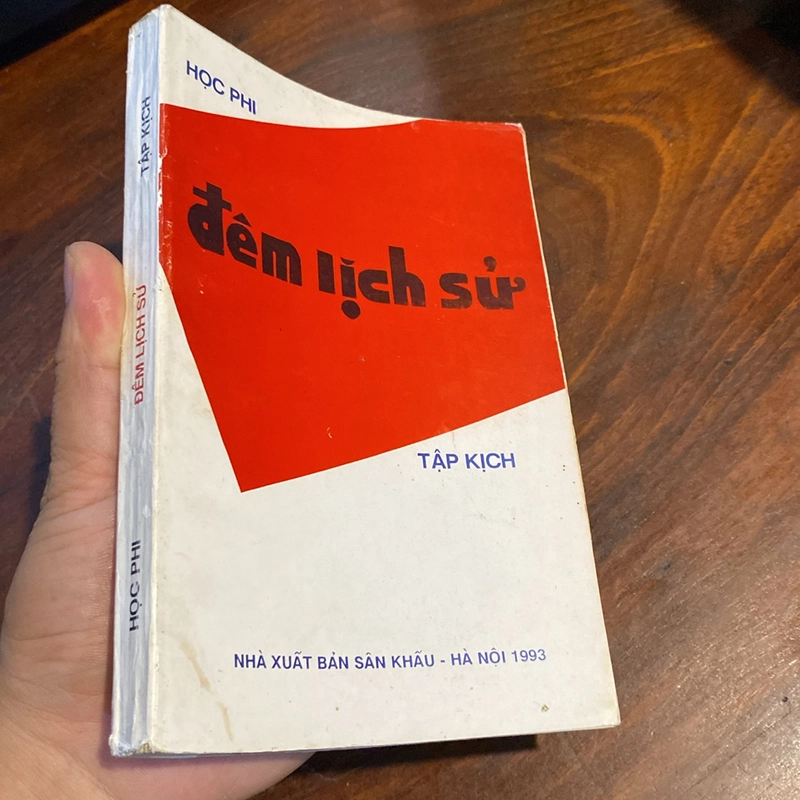 HỌC PHI
đêm lịch sử
TẬP KỊCH
NHÀ XUẤT BẢN SÂN KHẤU - HÀ NỘI 1993
TẬP KỊCH
ĐÊM LỊCH SỬ
HỌC PHI